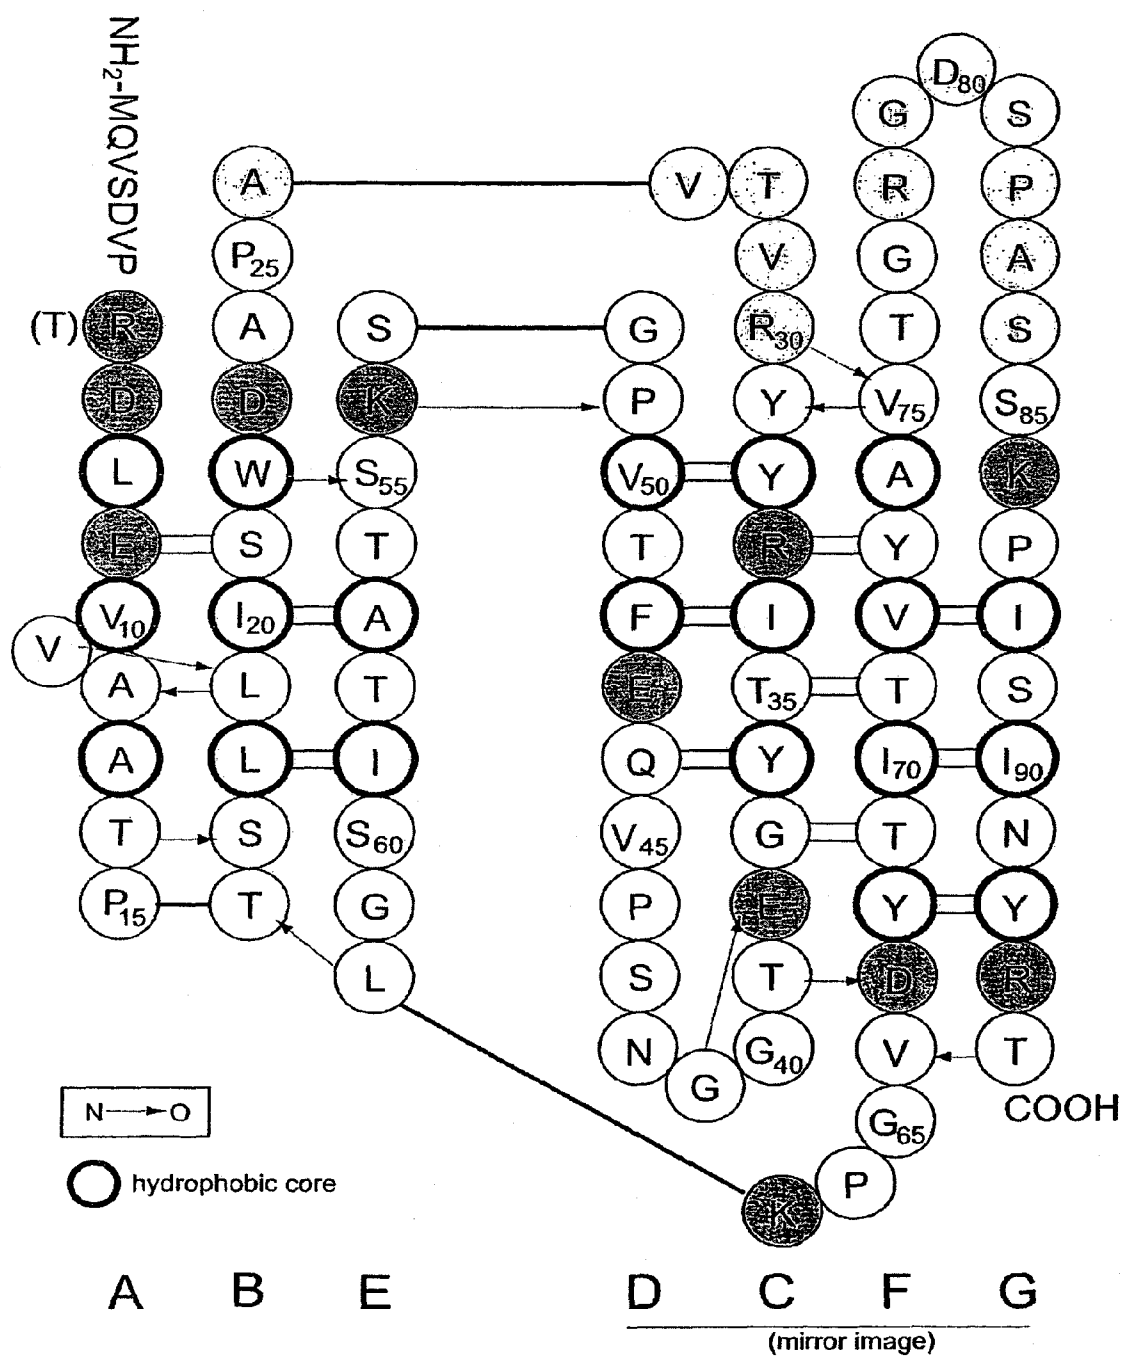 NH₂-MQVSDVP
D₈₀
G S
A V T R P
P₂₅ V G A
(T) R A S G R₃₀ T S
D D K P Y V₇₅ S₈₅
L W S₅₅ V₅₀ Y A K
E S T T R Y P
V₁₀ I₂₀ A F I V I
V A L T E T₃₅ T S
A L I Q Y I₇₀ I₉₀
T S S₆₀ V₄₅ G T N
P₁₅ T G P E Y Y
L S T D R
N G G₄₀ V T
COOH
G₆₅
N → O
P
hydrophobic core
K
A B E D C F G
(mirror image)